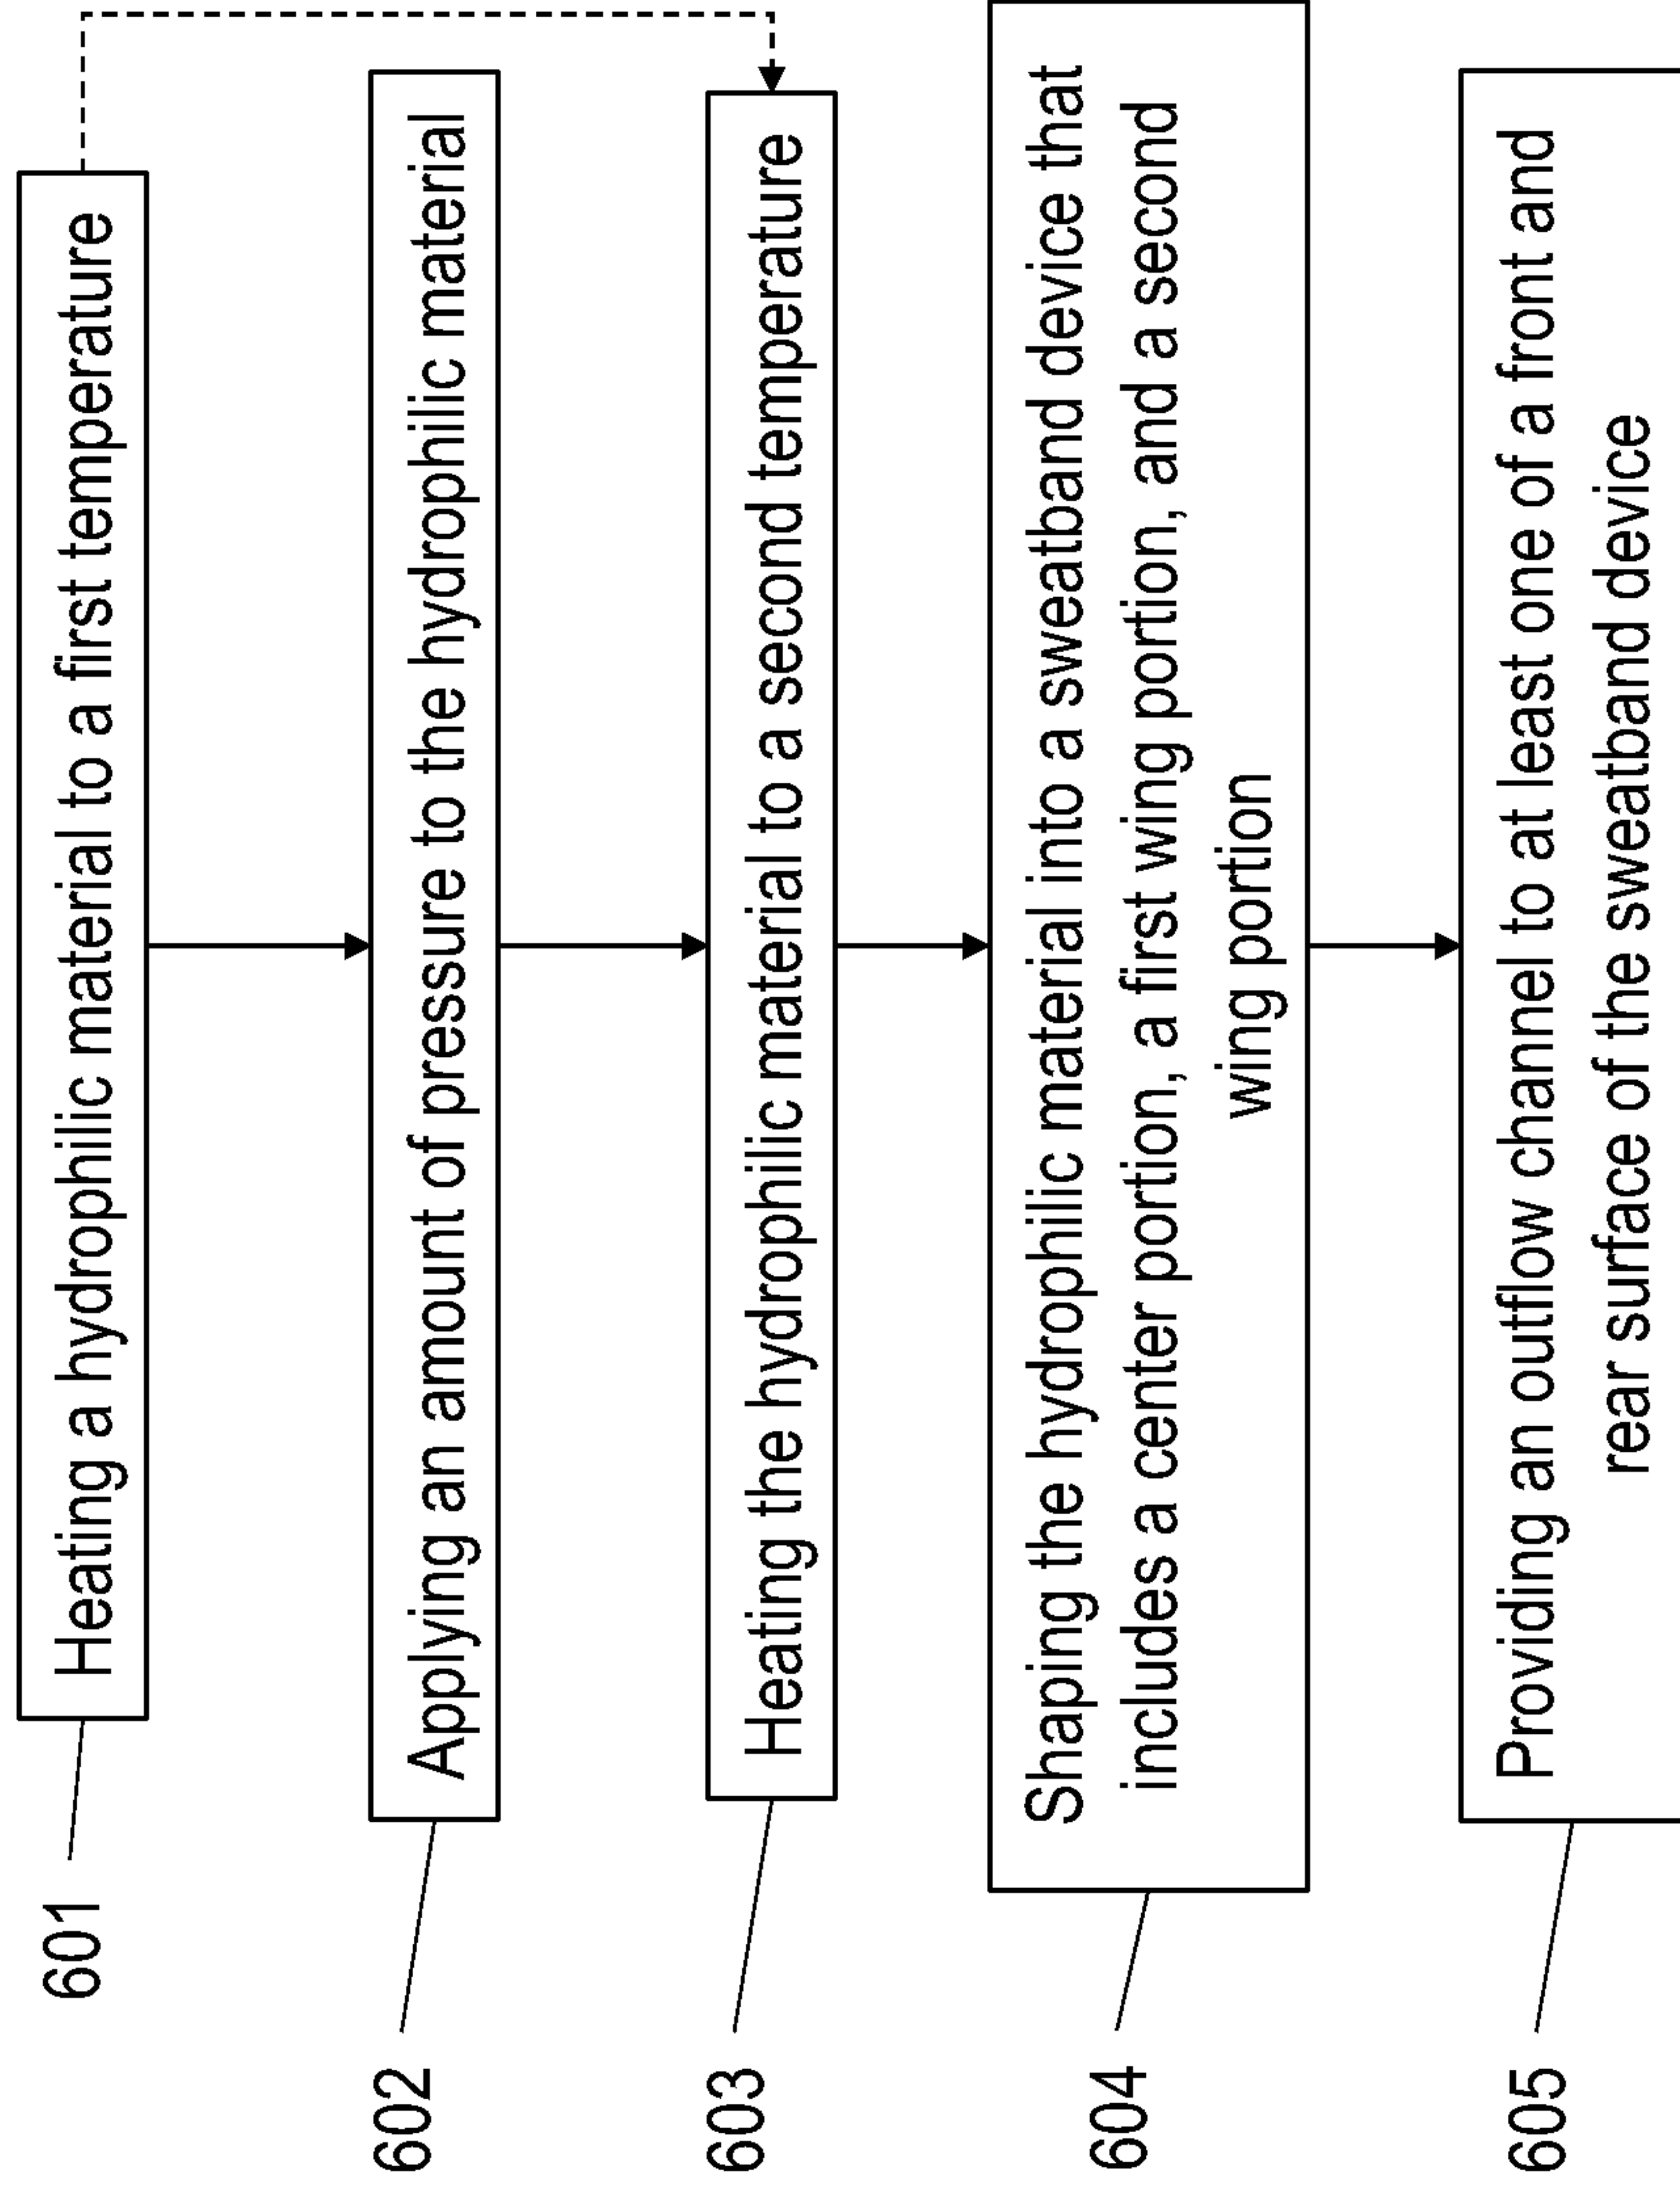 601
Heating a hydrophilic material to a first temperature
602
Applying an amount of pressure to the hydrophilic material
603
Heating the hydrophilic material to a second temperature
604
Shaping the hydrophilic material into a sweatband device that
includes a center portion, a first wing portion, and a second
wing portion
605
Providing an outflow channel to at least one of a front and
rear surface of the sweatband device